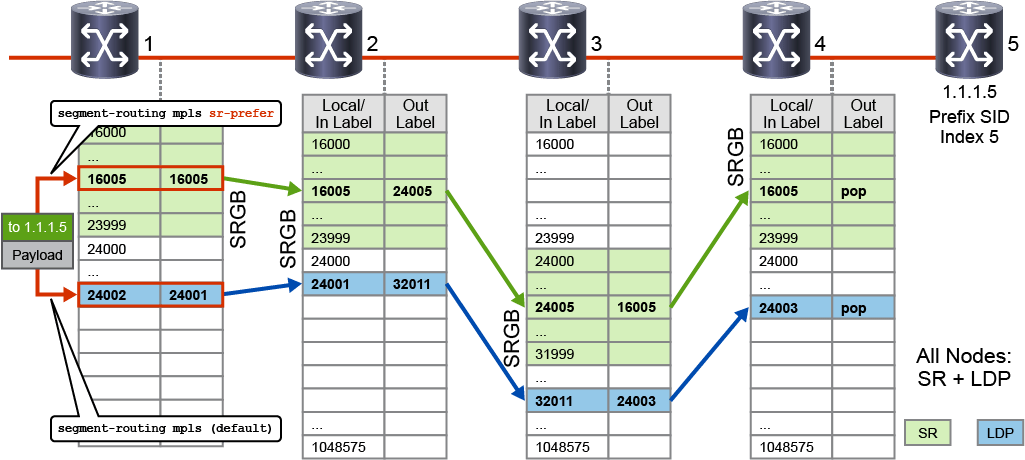 1
2
3
4
5
1.1.1.5
Prefix SID
Index 5
segment-routing mpls sr-prefer
16000
...
16005 16005
...
23999
24000
...
24002 24001
to 1.1.1.5
Payload
segment-routing mpls (default)
SRGB
Local/ Out
In Label Label
16000
...
16005 24005
...
23999
24000
24001 32011
...
1048575
SRGB
Local/ Out
In Label Label
16000
...
...
23999
24000
...
24005 16005
...
31999
...
32011 24003
...
1048575
SRGB
Local/ Out
In Label Label
16000
...
16005 pop
...
23999
24000
...
24003 pop
...
1048575
SRGB
All Nodes:
SR + LDP
SR
LDP